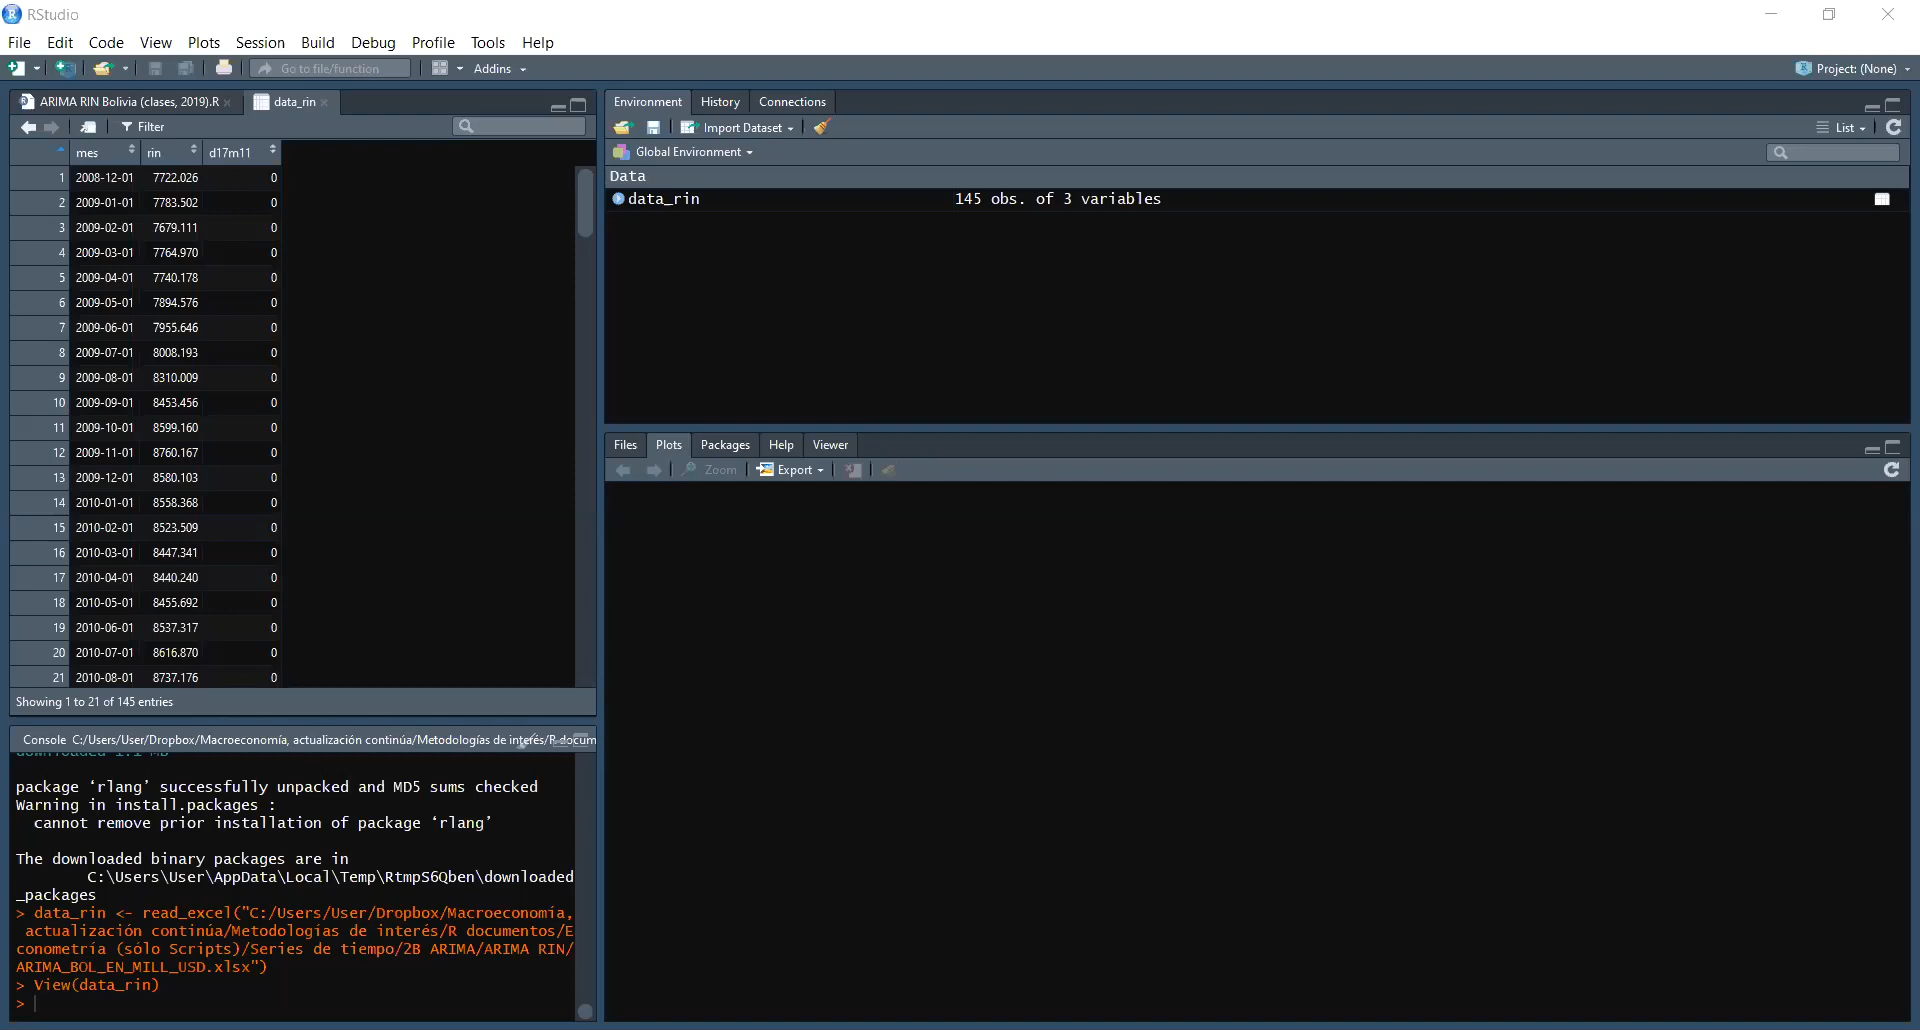 RStudio
File Edit Code View Plots Session Build Debug Profile Tools Help
Go to file/function Addins Project: (None)
ARIMA RIN Bolivia (clases, 2019).R data_rin
Filter
mes rin d17m11
1 2008-12-01 7722.026 0
2 2009-01-01 7783.502 0
3 2009-02-01 7679.111 0
4 2009-03-01 7764.970 0
5 2009-04-01 7740.178 0
6 2009-05-01 7894.576 0
7 2009-06-01 7955.646 0
8 2009-07-01 8008.193 0
9 2009-08-01 8310.009 0
10 2009-09-01 8453.456 0
11 2009-10-01 8599.160 0
12 2009-11-01 8760.167 0
13 2009-12-01 8580.103 0
14 2010-01-01 8558.368 0
15 2010-02-01 8523.509 0
16 2010-03-01 8447.341 0
17 2010-04-01 8440.240 0
18 2010-05-01 8455.692 0
19 2010-06-01 8537.317 0
20 2010-07-01 8616.870 0
21 2010-08-01 8737.176 0
Showing 1 to 21 of 145 entries
Console C:/Users/User/Dropbox/Macroeconomía, actualización continúa/Metodologías de interés/R docum
downloaded 1.1 MB
package ‘rlang’ successfully unpacked and MD5 sums checked
Warning in install.packages :
cannot remove prior installation of package ‘rlang’
The downloaded binary packages are in
C:\Users\User\AppData\Local\Temp\RtmpS6Qben\downloaded
_packages
> data_rin <- read_excel("C:/Users/User/Dropbox/Macroeconomía,
actualización continúa/Metodologías de interés/R documentos/E
conometría (sólo Scripts)/Series de tiempo/2B ARIMA/ARIMA RIN/
ARIMA_BOL_EN_MILL_USD.xlsx")
> View(data_rin)
>
Environment History Connections
Import Dataset List
Global Environment
Data
data_rin 145 obs. of 3 variables
Files Plots Packages Help Viewer
Zoom Export